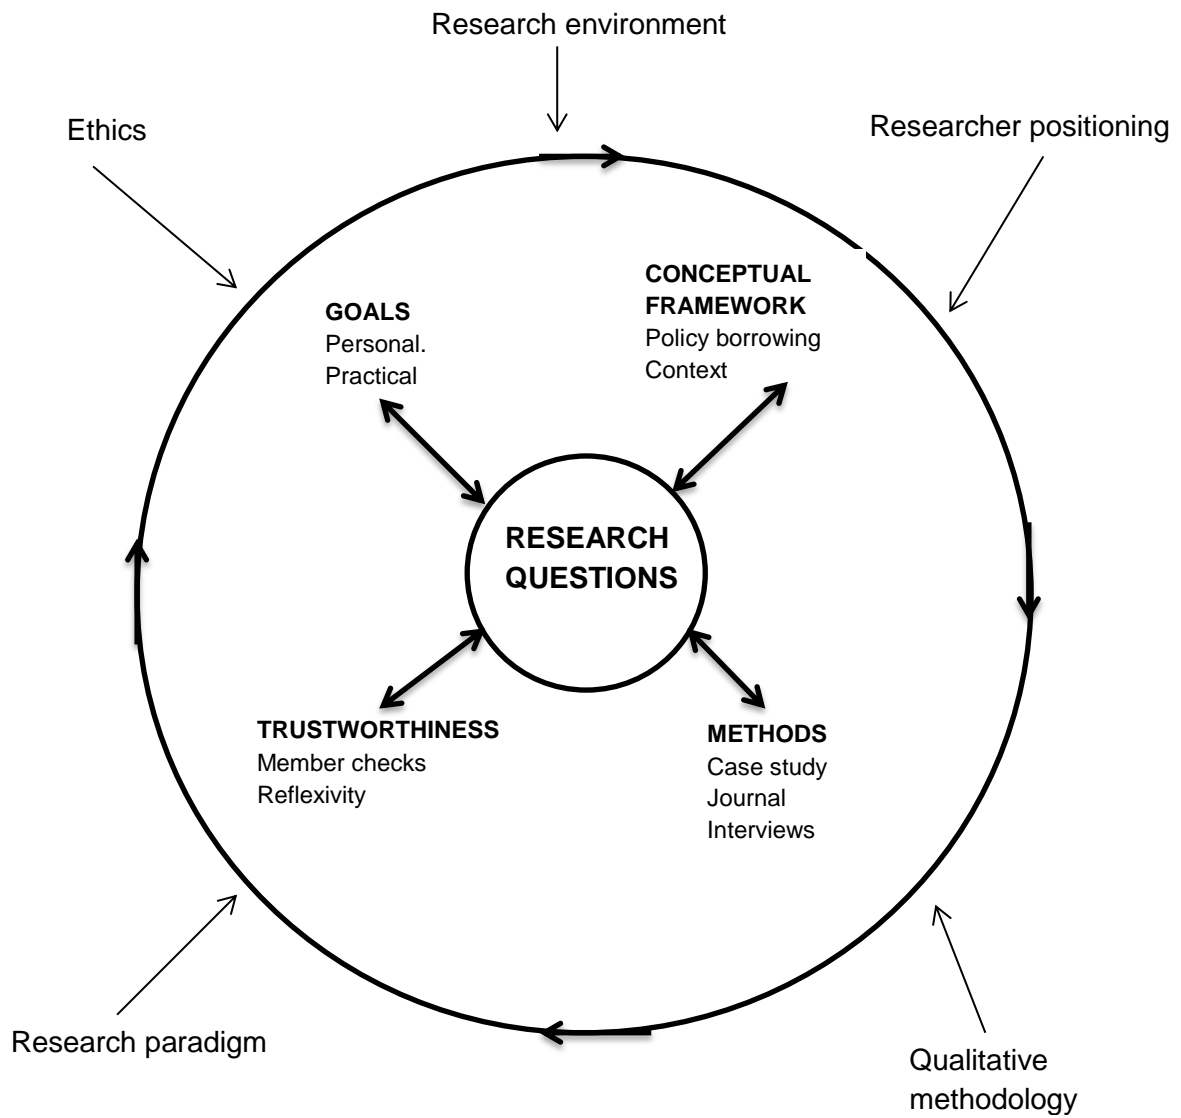 Research environment
Ethics
Researcher positioning
CONCEPTUAL
FRAMEWORK
Policy borrowing
Context
GOALS
Personal.
Practical
RESEARCH
QUESTIONS
TRUSTWORTHINESS
Member checks
Reflexivity
METHODS
Case study
Journal
Interviews
Research paradigm
Qualitative
methodology